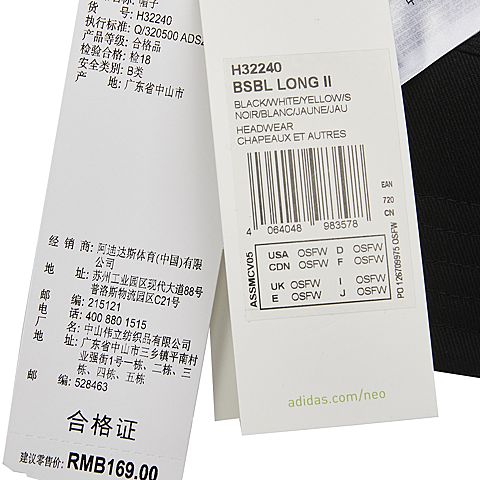 帽子
货 号: H32240
执行标准: Q/320500 ADS2
产品等级: 合格品
检验合格: 检18
安全类别: B类
产 地: 广东省中山市
经 销 商: 阿迪达斯体育(中国)有限
公司
地 址: 苏州工业园区现代大道88号
普洛斯物流园区C21号
邮 编: 215121
电 话: 400 880 1515
厂 名: 中山伟立纺织品有限公司
地 址: 广东省中山市三乡镇平南村
业强街1号一栋、二栋、三
栋、四栋、五栋
邮 编: 528463
合格证
建议零售价: RMB169.00
H32240
BSBL LONG II
BLACK/WHITE/YELLOW/S
NOIR/BLANC/JAUNE/JAU
HEADWEAR
CHAPEAUX ET AUTRES
4 064048 983578
EAN
720
CN
ASSMCV05
USA OSFW D OSFW
CDN OSFW F OSFW
UK OSFW I OSFW
E OSFW J OSFW
PO 126709975 OSFW
adidas.com/neo